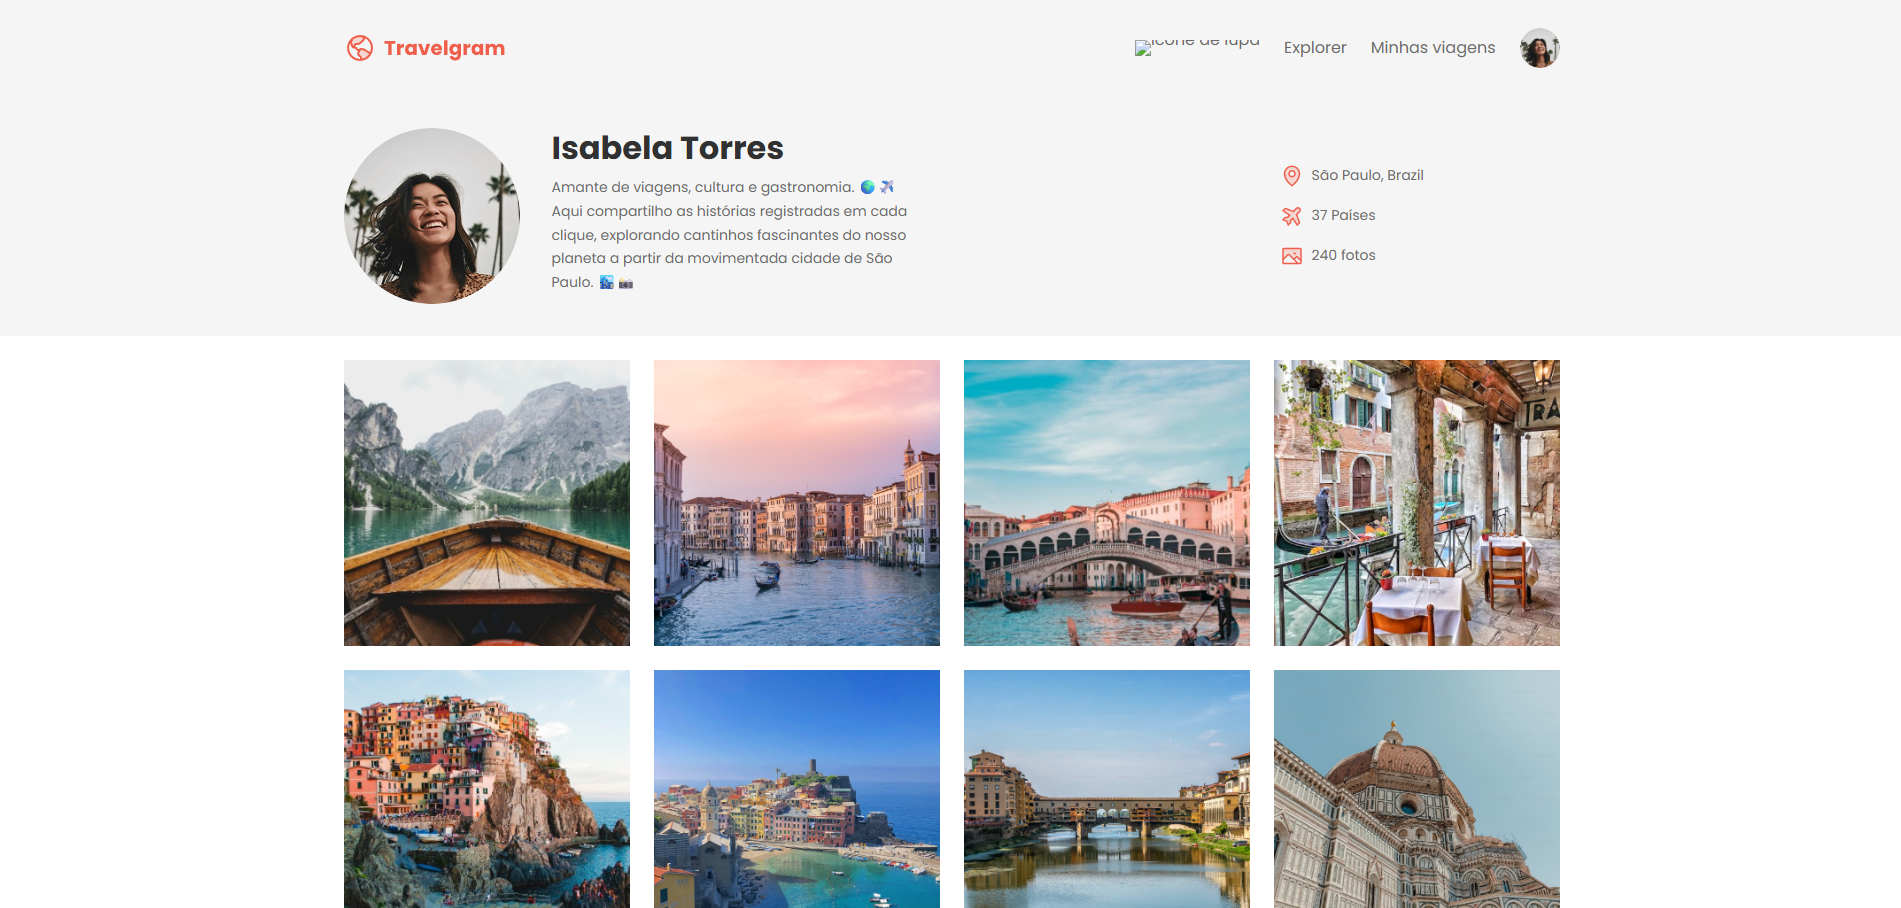 Travelgram
ícone de lupa
Explorer
Minhas viagens
Isabela Torres
Amante de viagens, cultura e gastronomia. 🌍 ✈️
Aqui compartilho as histórias registradas em cada
clique, explorando cantinhos fascinantes do nosso
planeta a partir da movimentada cidade de São
Paulo. 🏙️ 📸
São Paulo, Brazil
37 Países
240 fotos
TRA